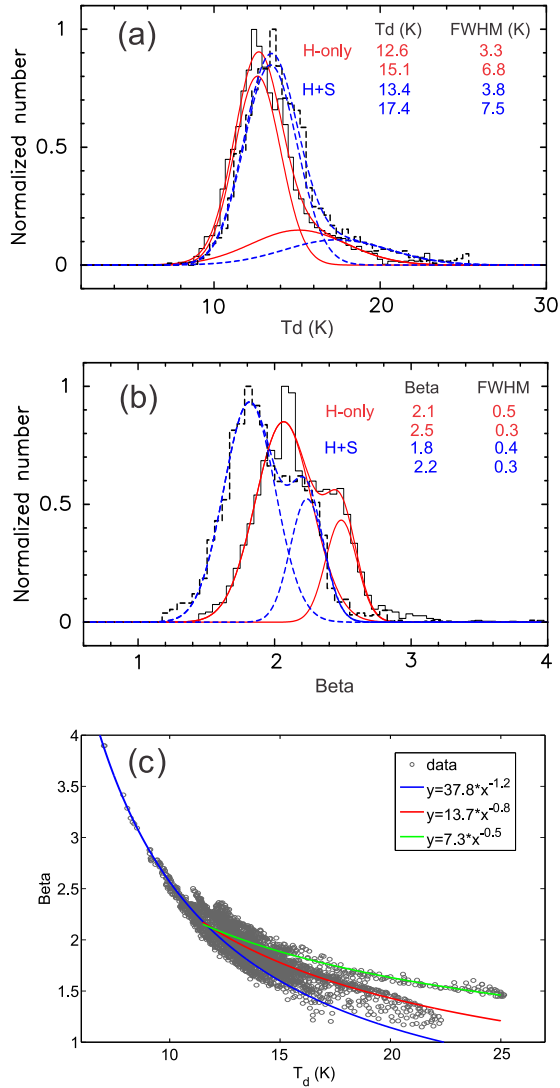 (a)
Td (K) FWHM (K)
H-only 12.6 3.3
15.1 6.8
H+S 13.4 3.8
17.4 7.5
Normalized number
1
0.5
0
10 20 30
Td (K)
(b)
Beta FWHM
H-only 2.1 0.5
2.5 0.3
H+S 1.8 0.4
2.2 0.3
Normalized number
1
0.5
0
1 2 3 4
Beta
(c)
data
y=37.8*x^-1.2
y=13.7*x^-0.8
y=7.3*x^-0.5
Beta
4
3.5
3
2.5
2
1.5
1
10 15 20 25
T_d (K)